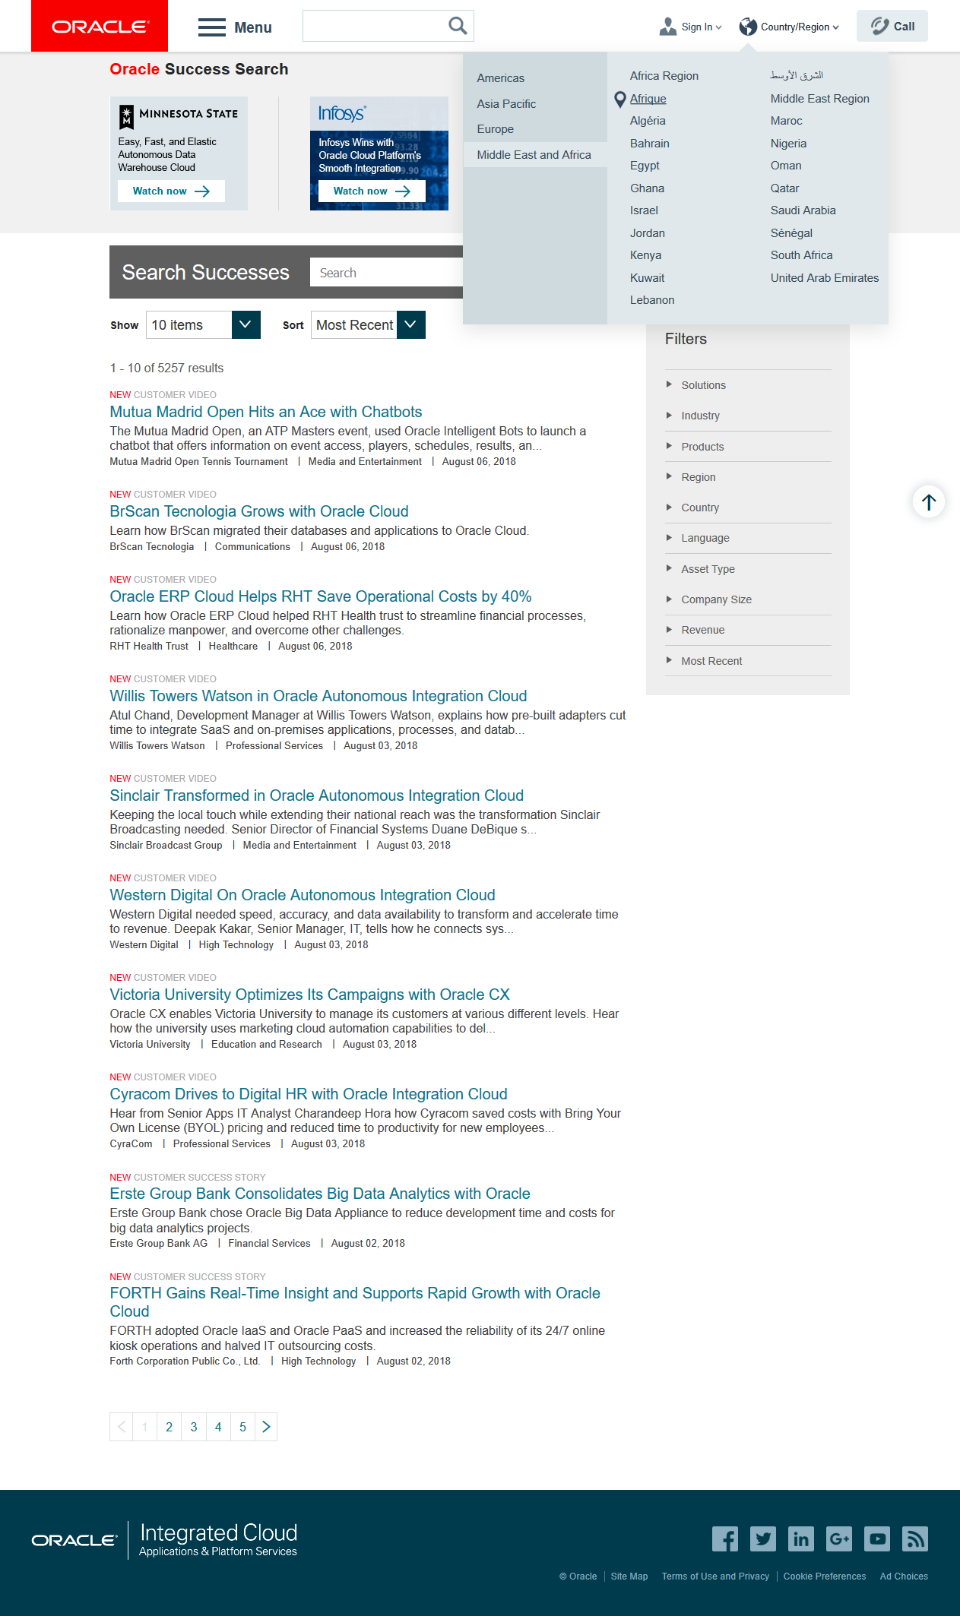 ORACLE
Menu
Sign In
Country/Region
Call
Oracle Success Search
MINNESOTA STATE
Easy, Fast, and Elastic
Autonomous Data
Warehouse Cloud
Watch now
Infosys
Infosys Wins with
Oracle Cloud Platform's
Smooth Integration
Watch now
Americas
Asia Pacific
Europe
Middle East and Africa
Africa Region
Afrique
Algéria
Bahrain
Egypt
Ghana
Israel
Jordan
Kenya
Kuwait
Lebanon
الشرق الأوسط
Middle East Region
Maroc
Nigeria
Oman
Qatar
Saudi Arabia
Sénégal
South Africa
United Arab Emirates
Search Successes
Search
Show
10 items
Sort
Most Recent
1 - 10 of 5257 results
NEW CUSTOMER VIDEO
Mutua Madrid Open Hits an Ace with Chatbots
The Mutua Madrid Open, an ATP Masters event, used Oracle Intelligent Bots to launch a
chatbot that offers information on event access, players, schedules, results, an...
Mutua Madrid Open Tennis Tournament | Media and Entertainment | August 06, 2018
NEW CUSTOMER VIDEO
BrScan Tecnologia Grows with Oracle Cloud
Learn how BrScan migrated their databases and applications to Oracle Cloud.
BrScan Tecnologia | Communications | August 06, 2018
NEW CUSTOMER VIDEO
Oracle ERP Cloud Helps RHT Save Operational Costs by 40%
Learn how Oracle ERP Cloud helped RHT Health trust to streamline financial processes,
rationalize manpower, and overcome other challenges.
RHT Health Trust | Healthcare | August 06, 2018
NEW CUSTOMER VIDEO
Willis Towers Watson in Oracle Autonomous Integration Cloud
Atul Chand, Development Manager at Willis Towers Watson, explains how pre-built adapters cut
time to integrate SaaS and on-premises applications, processes, and datab...
Willis Towers Watson | Professional Services | August 03, 2018
NEW CUSTOMER VIDEO
Sinclair Transformed in Oracle Autonomous Integration Cloud
Keeping the local touch while extending their national reach was the transformation Sinclair
Broadcasting needed. Senior Director of Financial Systems Duane DeBique s...
Sinclair Broadcast Group | Media and Entertainment | August 03, 2018
NEW CUSTOMER VIDEO
Western Digital On Oracle Autonomous Integration Cloud
Western Digital needed speed, accuracy, and data availability to transform and accelerate time
to revenue. Deepak Kakar, Senior Manager, IT, tells how he connects sys...
Western Digital | High Technology | August 03, 2018
NEW CUSTOMER VIDEO
Victoria University Optimizes Its Campaigns with Oracle CX
Oracle CX enables Victoria University to manage its customers at various different levels. Hear
how the university uses marketing cloud automation capabilities to del...
Victoria University | Education and Research | August 03, 2018
NEW CUSTOMER VIDEO
Cyracom Drives to Digital HR with Oracle Integration Cloud
Hear from Senior Apps IT Analyst Charandeep Hora how Cyracom saved costs with Bring Your
Own License (BYOL) pricing and reduced time to productivity for new employees...
CyraCom | Professional Services | August 03, 2018
NEW CUSTOMER SUCCESS STORY
Erste Group Bank Consolidates Big Data Analytics with Oracle
Erste Group Bank chose Oracle Big Data Appliance to reduce development time and costs for
big data analytics projects.
Erste Group Bank AG | Financial Services | August 02, 2018
NEW CUSTOMER SUCCESS STORY
FORTH Gains Real-Time Insight and Supports Rapid Growth with Oracle
Cloud
FORTH adopted Oracle IaaS and Oracle PaaS and increased the reliability of its 24/7 online
kiosk operations and halved IT outsourcing costs.
Forth Corporation Public Co., Ltd. | High Technology | August 02, 2018
Filters
Solutions
Industry
Products
Region
Country
Language
Asset Type
Company Size
Revenue
Most Recent
1 2 3 4 5
ORACLE
Integrated Cloud
Applications & Platform Services
© Oracle | Site Map Terms of Use and Privacy | Cookie Preferences Ad Choices